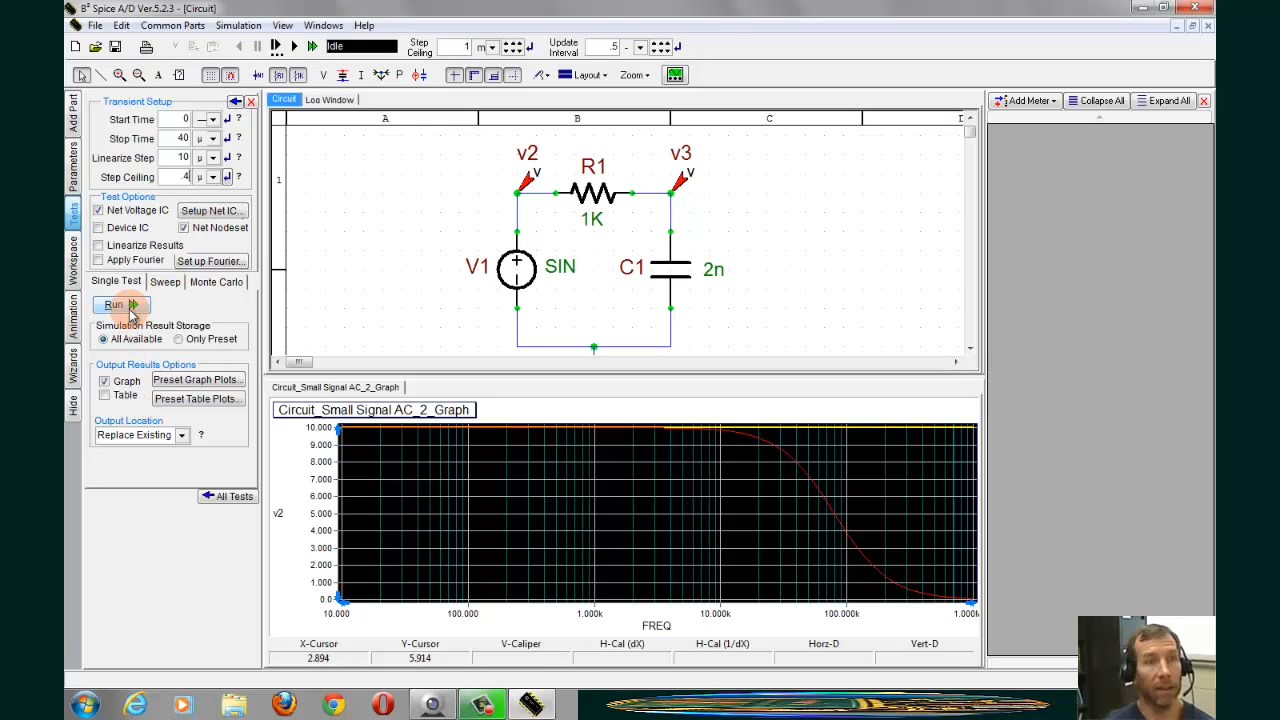 B² Spice A/D Ver.5.2.3 - [Circuit]
File Edit Common Parts Simulation View Windows Help
Idle Step Ceiling 1 m Update Interval .5 -
A ? V I P Layout Zoom
Add Part
Parameters
Tests
Workspace
Animation
Wizards
Hide
Transient Setup
Start Time 0 — ?
Stop Time 40 µ ?
Linearize Step 10 µ ?
Step Ceiling .4 µ ?
Test Options
Net Voltage IC Setup Net IC...
Device IC Net Nodeset
Linearize Results
Apply Fourier Set up Fourier...
Single Test Sweep Monte Carlo
Run
Simulation Result Storage
All Available Only Preset
Output Results Options
Graph Preset Graph Plots...
Table Preset Table Plots...
Output Location
Replace Existing ?
All Tests
Circuit Log Window
A B C D
1
v2 R1 v3
V V
1K
V1 SIN C1 2n
+
Add Meter Collapse All Expand All
Circuit_Small Signal AC_2_Graph
Circuit_Small Signal AC_2_Graph
10.000
9.000
8.000
7.000
6.000
5.000
4.000
3.000
2.000
1.000
0.0
v2
10.000 100.000 1.000k 10.000k 100.000k 1.000M
FREQ
X-Cursor Y-Cursor V-Caliper H-Cal (dX) H-Cal (1/dX) Horz-D Vert-D
2.894 5.914